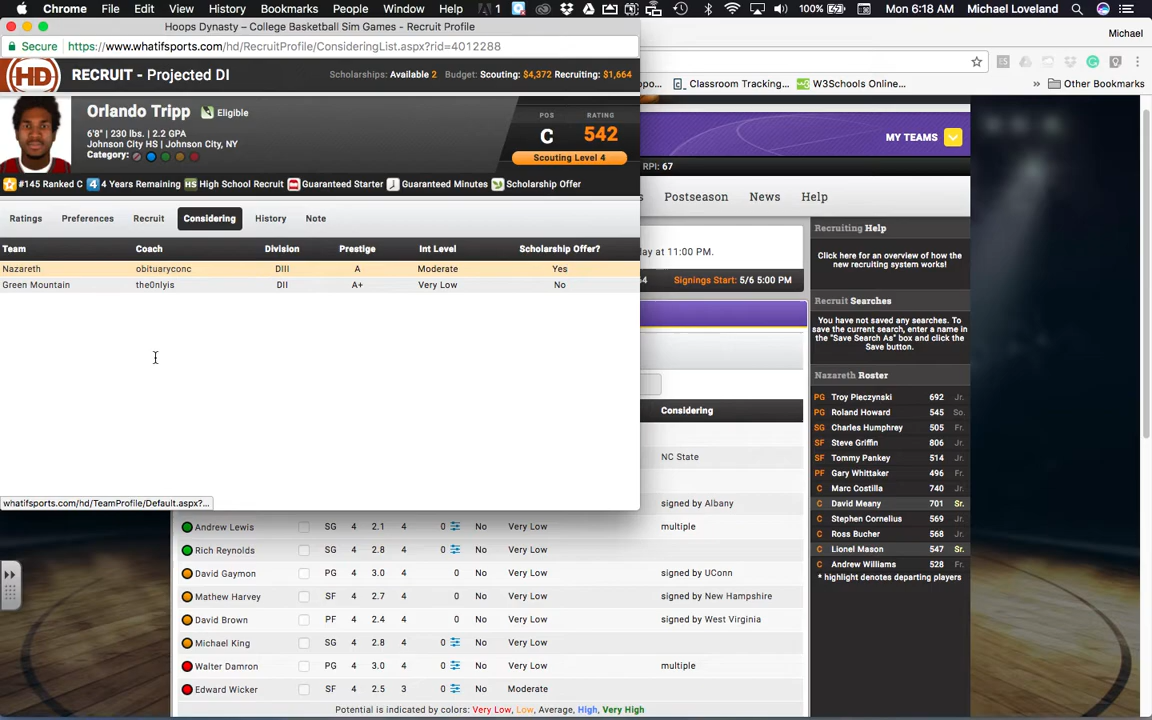 Chrome File Edit View History Bookmarks People Window Help 1 100% Mon 6:18 AM Michael Loveland
Hoops Dynasty – College Basketball Sim Games - Recruit Profile
Michael
Secure https://www.whatifsports.com/hd/RecruitProfile/ConsideringList.aspx?rid=4012288
Classroom Tracking... W3Schools Online... » Other Bookmarks
HD RECRUIT - Projected DI Scholarships: Available 2 Budget: Scouting: $4,372 Recruiting: $1,664
Orlando Tripp Eligible
6'8" | 230 lbs. | 2.2 GPA
Johnson City HS | Johnson City, NY
Category:
POS RATING
C 542
Scouting Level 4
#145 Ranked C 4 4 Years Remaining HS High School Recruit Guaranteed Starter Guaranteed Minutes Scholarship Offer
Ratings Preferences Recruit Considering History Note
Team Coach Division Prestige Int Level Scholarship Offer?
Nazareth obituaryconc DIII A Moderate Yes
Green Mountain the0nlyis DII A+ Very Low No
whatifsports.com/hd/TeamProfile/Default.aspx?...
MY TEAMS
RPI: 67
Postseason News Help
day at 11:00 PM.
Signings Start: 5/6 5:00 PM
Considering
NC State
signed by Albany
Andrew Lewis SG 4 2.1 4 0 No Very Low multiple
Rich Reynolds SG 4 2.8 4 0 No Very Low
David Gaymon PG 4 3.0 4 0 No Very Low signed by UConn
Mathew Harvey SF 4 2.7 4 0 No Very Low signed by New Hampshire
David Brown PF 4 2.4 4 0 No Very Low signed by West Virginia
Michael King SG 4 2.8 4 0 No Very Low
Walter Damron PG 4 3.0 4 0 No Very Low multiple
Edward Wicker SF 4 2.5 3 0 No Moderate
Potential is indicated by colors: Very Low, Low, Average, High, Very High
Recruiting Help
Click here for an overview of how the
new recruiting system works!
Recruit Searches
You have not saved any searches. To
save the current search, enter a name in
the "Save Search As" box and click the
Save button.
Nazareth Roster
PG Troy Pieczynski 692 Jr.
PG Roland Howard 545 So.
SG Charles Humphrey 505 Fr.
SF Steve Griffin 806 Jr.
SF Tommy Pankey 514 Jr.
PF Gary Whittaker 496 Fr.
C Marc Costilla 740 Jr.
C David Meany 701 Sr.
C Stephen Cornelius 569 Jr.
C Ross Bucher 568 Jr.
C Lionel Mason 547 Sr.
C Andrew Williams 528 Fr.
* highlight denotes departing players